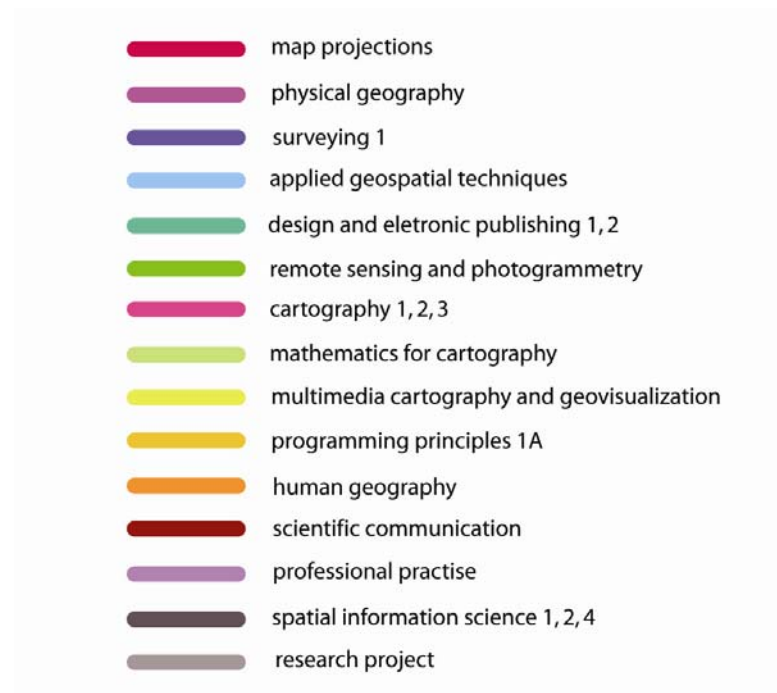 map projections
physical geography
surveying 1
applied geospatial techniques
design and eletronic publishing 1, 2
remote sensing and photogrammetry
cartography 1, 2, 3
mathematics for cartography
multimedia cartography and geovisualization
programming principles 1A
human geography
scientific communication
professional practise
spatial information science 1, 2, 4
research project